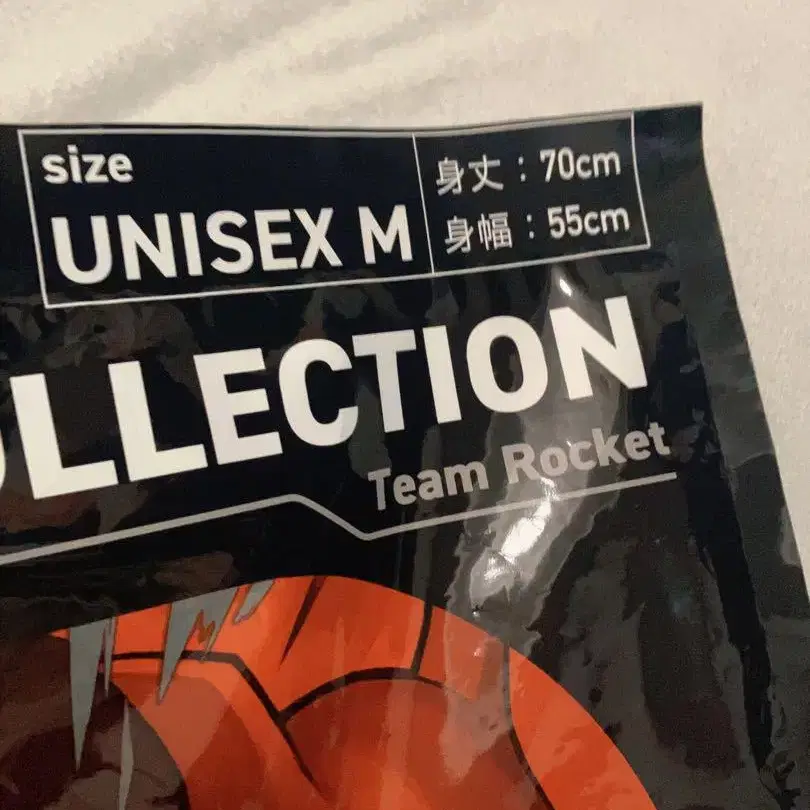 size
UNISEX M
身丈：70cm
身幅：55cm
LLECTION
Team Rocket